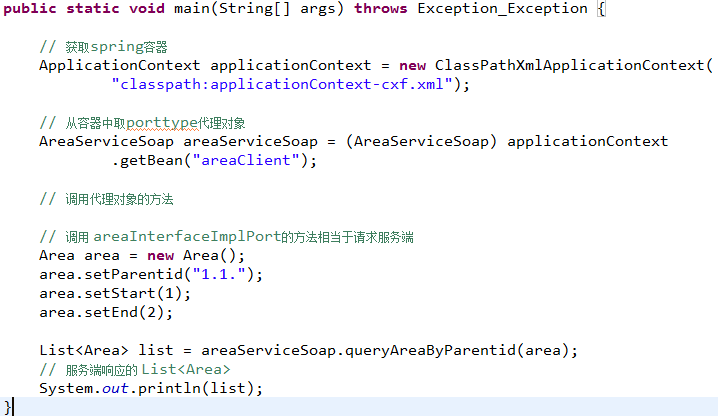 public static void main(String[] args) throws Exception_Exception {
// 获取spring容器
ApplicationContext applicationContext = new ClassPathXmlApplicationContext(
"classpath:applicationContext-cxf.xml");
// 从容器中取porttype代理对象
AreaServiceSoap areaServiceSoap = (AreaServiceSoap) applicationContext
.getBean("areaClient");
// 调用代理对象的方法
// 调用 areaInterfaceImplPort的方法相当于请求服务端
Area area = new Area();
area.setParentid("1.1.");
area.setStart(1);
area.setEnd(2);
List<Area> list = areaServiceSoap.queryAreaByParentid(area);
// 服务端响应的 List<Area>
System.out.println(list);
}